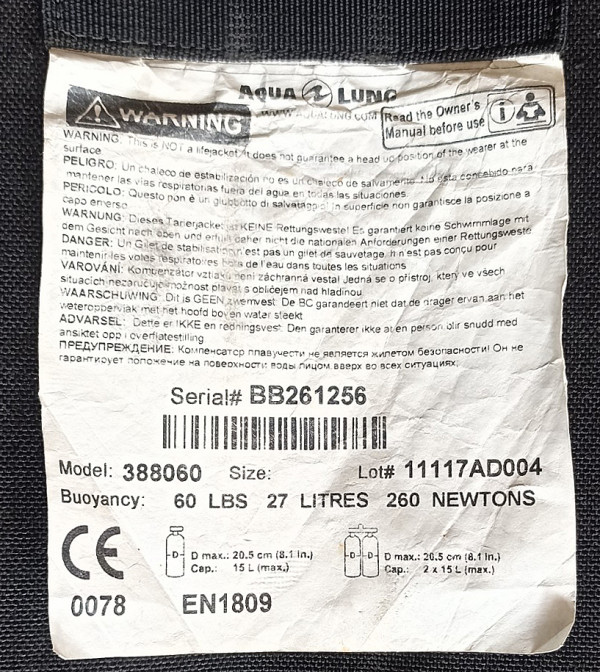 AQUA LUNG
WARNING
WWW.AQUALUNG.COM
Read the Owner's
Manual before use
WARNING: This is NOT a lifejacket. It does not guarantee a head up position of the wearer at the
surface
PELIGRO: Un chaleco de estabilización no es un chaleco de salvamento. No esta concebido para
mantener las vias respiratorias fuera del agua en todas las situaciones
PERICOLO: Questo non è un giubbotto di salvataggio! In superficie non garantisce la posizione a
capo emerso
WARNUNG: Dieses Tarierjacket ist KEINE Rettungsweste! Es garantiert keine Schwimmlage mit
dem Gesicht nach oben und erfüllt daher nicht die nationalen Anforderungen einer Rettungsweste
DANGER: Un Gilet de stabilisation n'est pas un gilet de sauvetage. Il n est pas conçu pour
maintenir les voies respiratoires hors de l'eau dans toutes les situations
VAROVÁNÍ: Kompenzátor vztlaku není záchranná vesta! Jedná se o přístroj, který ve všech
situacích nezaručuje možnost plavat s obličejem nad hladinou
WAARSCHUWING: Dit is GEEN zwemvest. De BC garandeert niet dat de drager ervan aan het
wateroppervlak met het hoofd boven water steekt
ADVARSEL: Dette er IKKE en redningsvest. Den garanterer ikke at en person blir snudd med
ansiktet opp i overflatestilling
ПРЕДУПРЕЖДЕНИЕ: Компенсатор плавучести не является жилетом безопасности! Он не
гарантирует положение на поверхности воды лицом вверх во всех ситуациях.
Serial# BB261256
Model: 388060 Size: Lot# 11117AD004
Buoyancy: 60 LBS 27 LITRES 260 NEWTONS
CE
D
D max.: 20.5 cm (8.1 in.)
Cap.: 15 L (max.)
D D
D max.: 20.5 cm (8.1 in.)
Cap.: 2 x 15 L (max.)
0078 EN1809